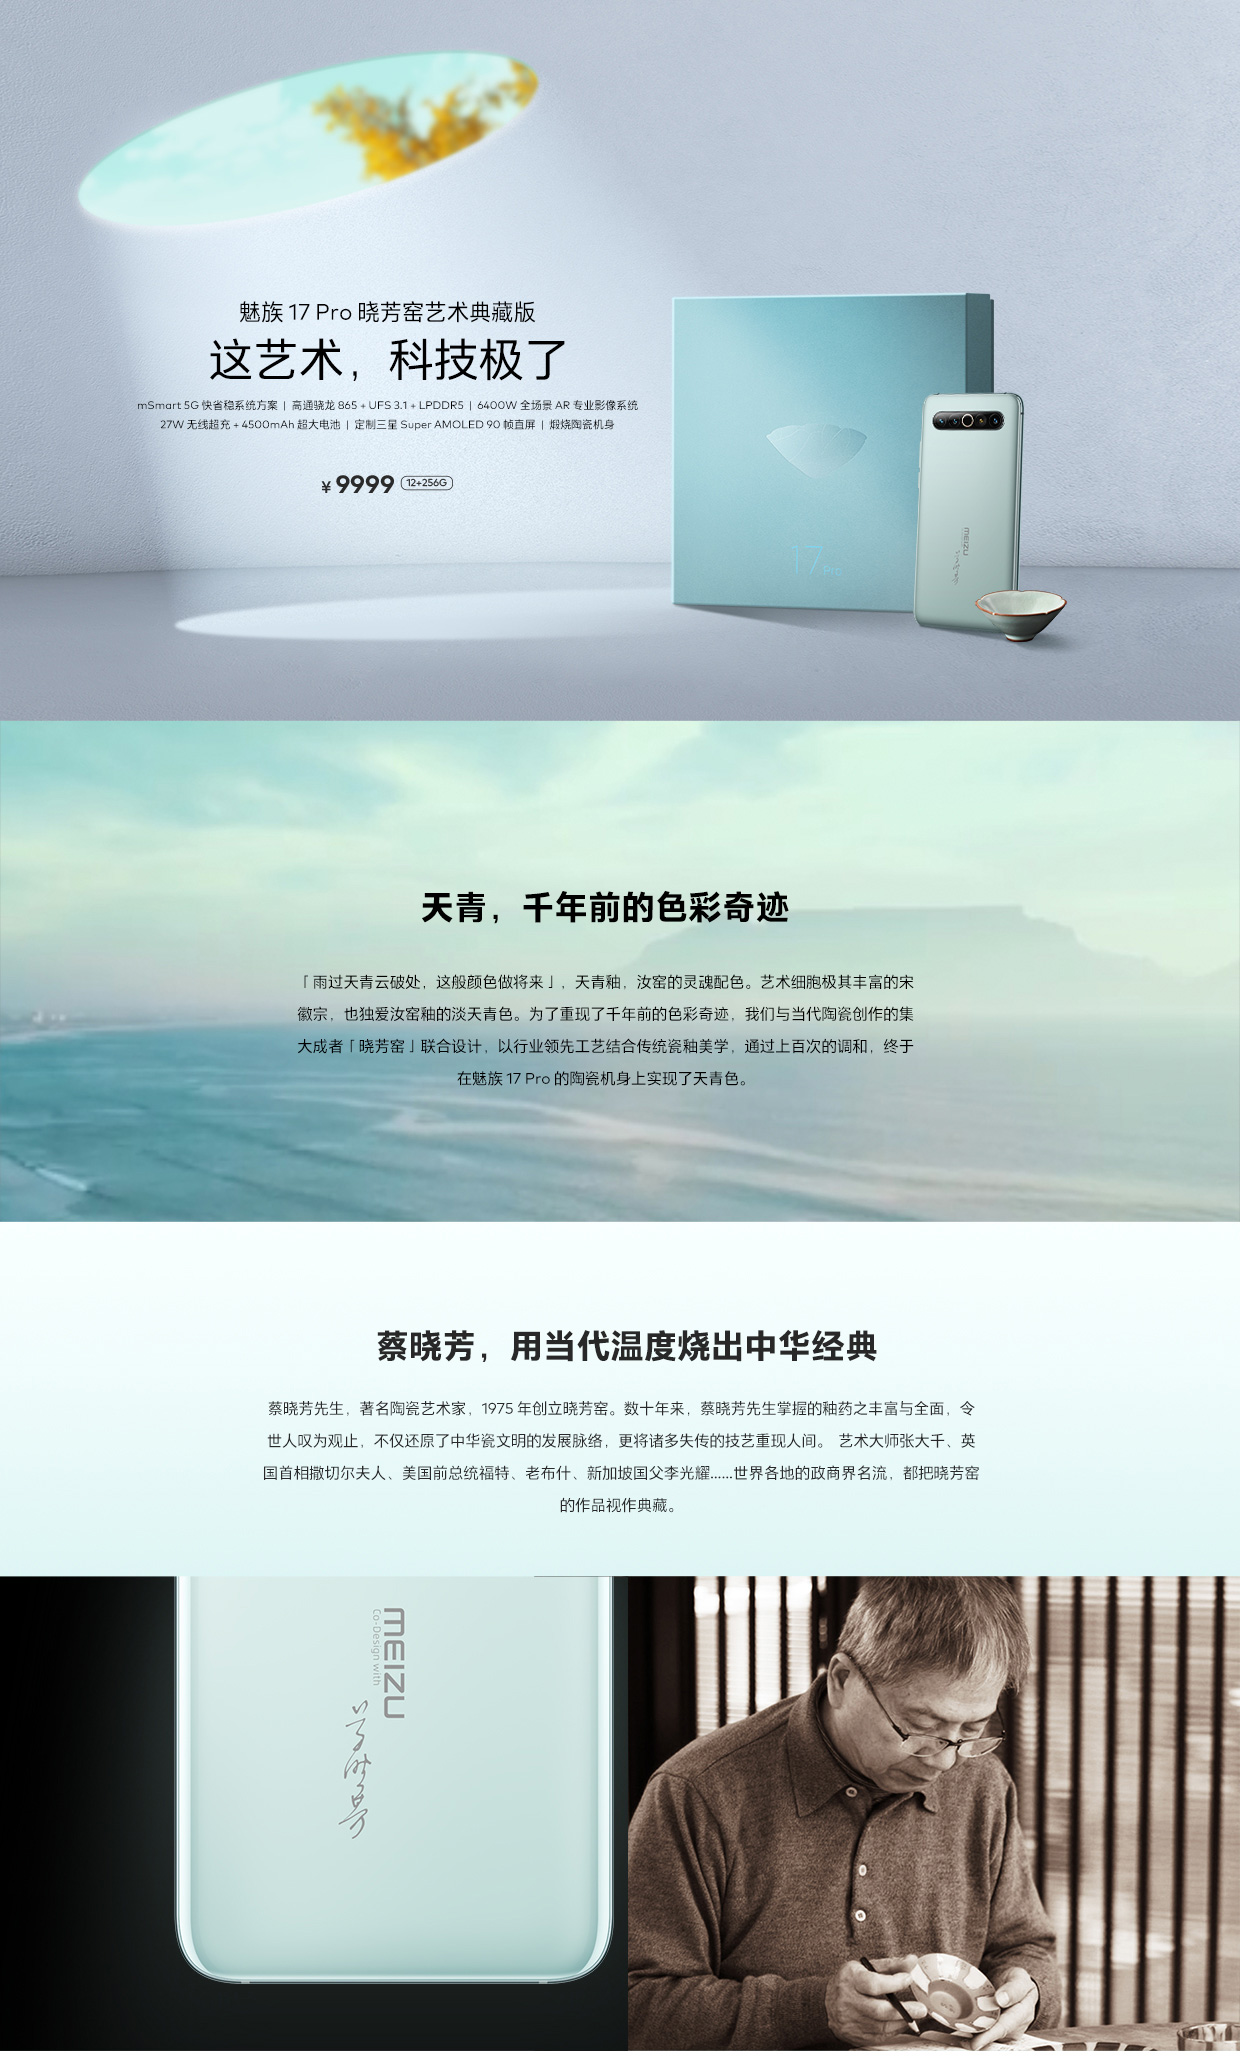 魅族 17 Pro 晓芳窑艺术典藏版
这艺术，科技极了
mSmart 5G 快省稳系统方案 | 高通骁龙 865 + UFS 3.1 + LPDDR5 | 6400W 全场景 AR 专业影像系统
27W 无线超充 + 4500mAh 超大电池 | 定制三星 Super AMOLED 90 帧直屏 | 煅烧陶瓷机身
¥ 9999 12+256G
17 Pro
MEIZU
天青，千年前的色彩奇迹
「雨过天青云破处，这般颜色做将来」，天青釉，汝窑的灵魂配色。艺术细胞极其丰富的宋
徽宗，也独爱汝窑釉的淡天青色。为了重现了千年前的色彩奇迹，我们与当代陶瓷创作的集
大成者「晓芳窑」联合设计，以行业领先工艺结合传统瓷釉美学，通过上百次的调和，终于
在魅族 17 Pro 的陶瓷机身上实现了天青色。
蔡晓芳，用当代温度烧出中华经典
蔡晓芳先生，著名陶瓷艺术家，1975 年创立晓芳窑。数十年来，蔡晓芳先生掌握的釉药之丰富与全面，令
世人叹为观止，不仅还原了中华瓷文明的发展脉络，更将诸多失传的技艺重现人间。 艺术大师张大千、英
国首相撒切尔夫人、美国前总统福特、老布什、新加坡国父李光耀......世界各地的政商界名流，都把晓芳窑
的作品视作典藏。
MEIZU
Co-Design with